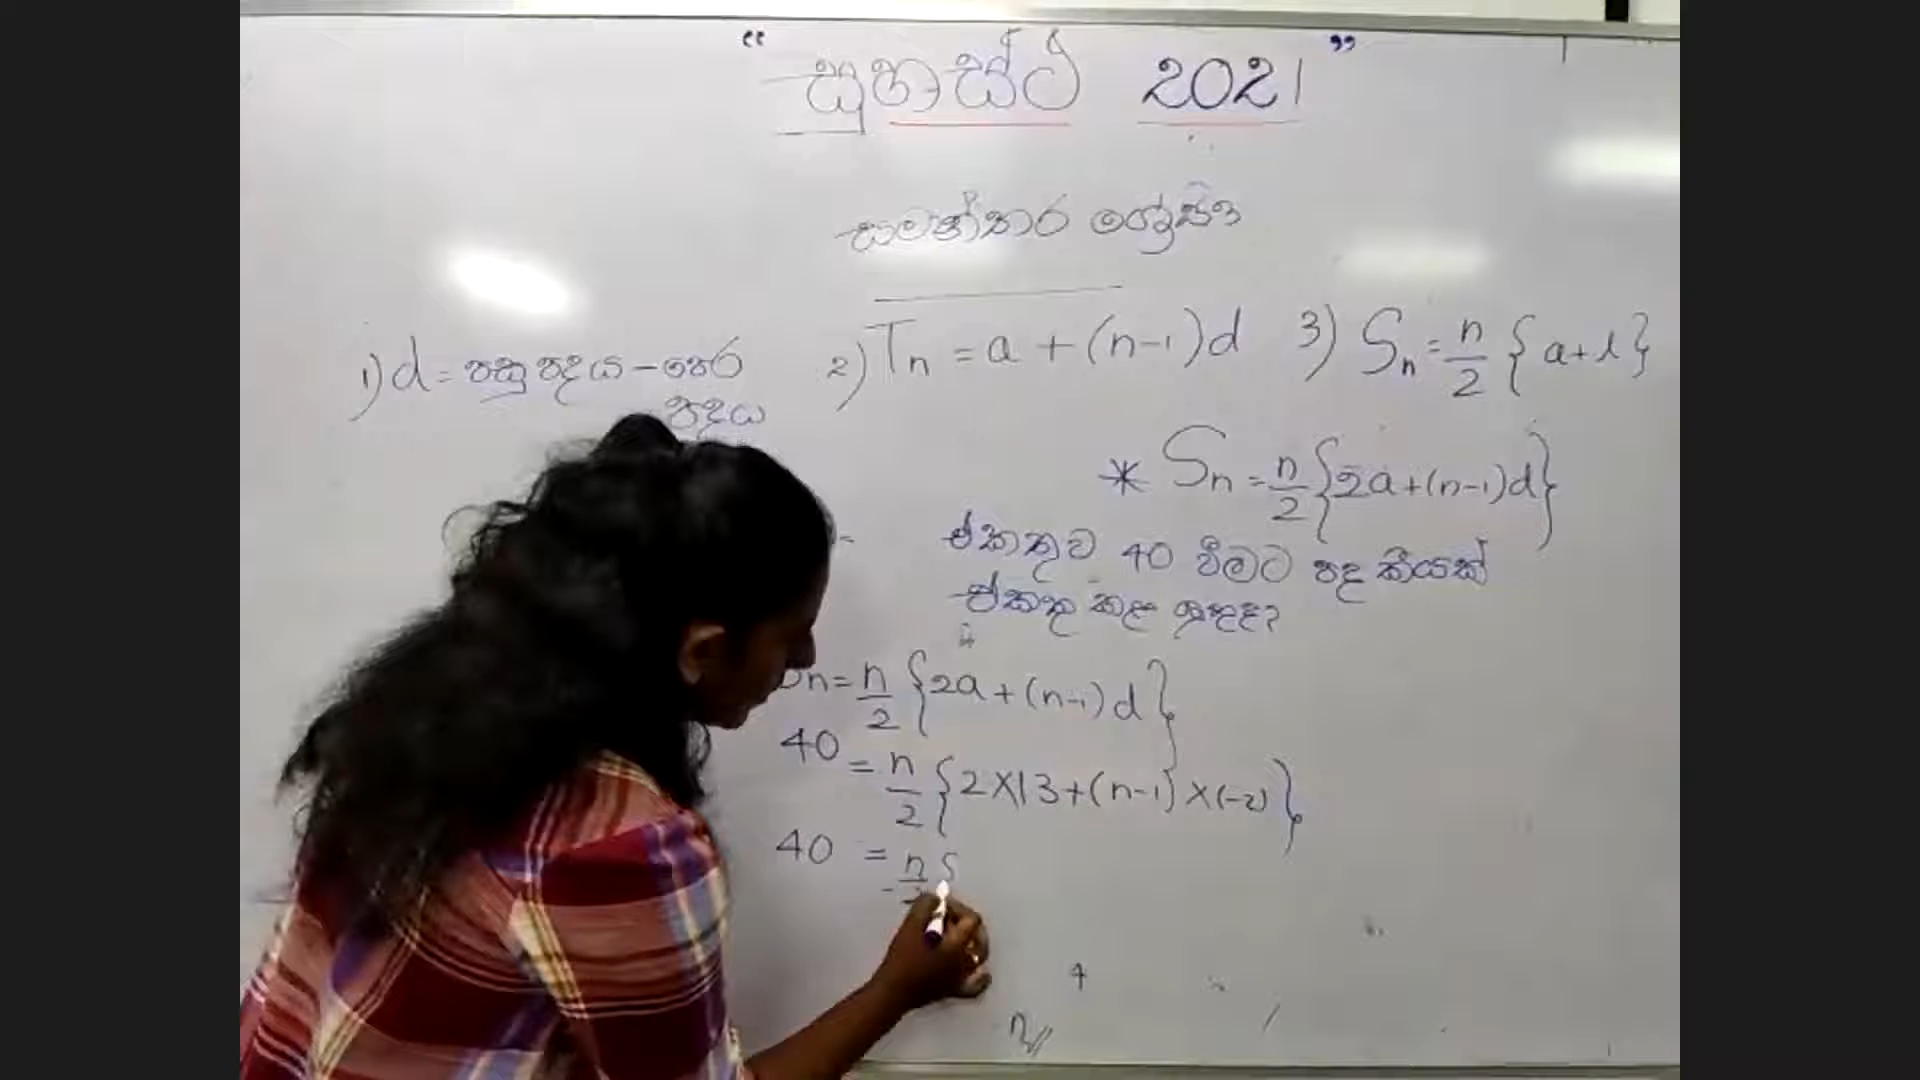 “ සුහස්ට 2021 ”
සමාන්තර ශ්‍රේඪි
1) d = පසු පදය - පෙර පදය
2) Tn = a + (n-1)d
3) Sn = n/2 {a+l}
* Sn = n/2 {2a+(n-1)d}
එකතුව 40 වීමට පද කීයක්
එකතු කළ යුතුද?
Sn = n/2 {2a+(n-1)d}
40 = n/2 {2×13+(n-1)×(-2)}
40 = n/2 {